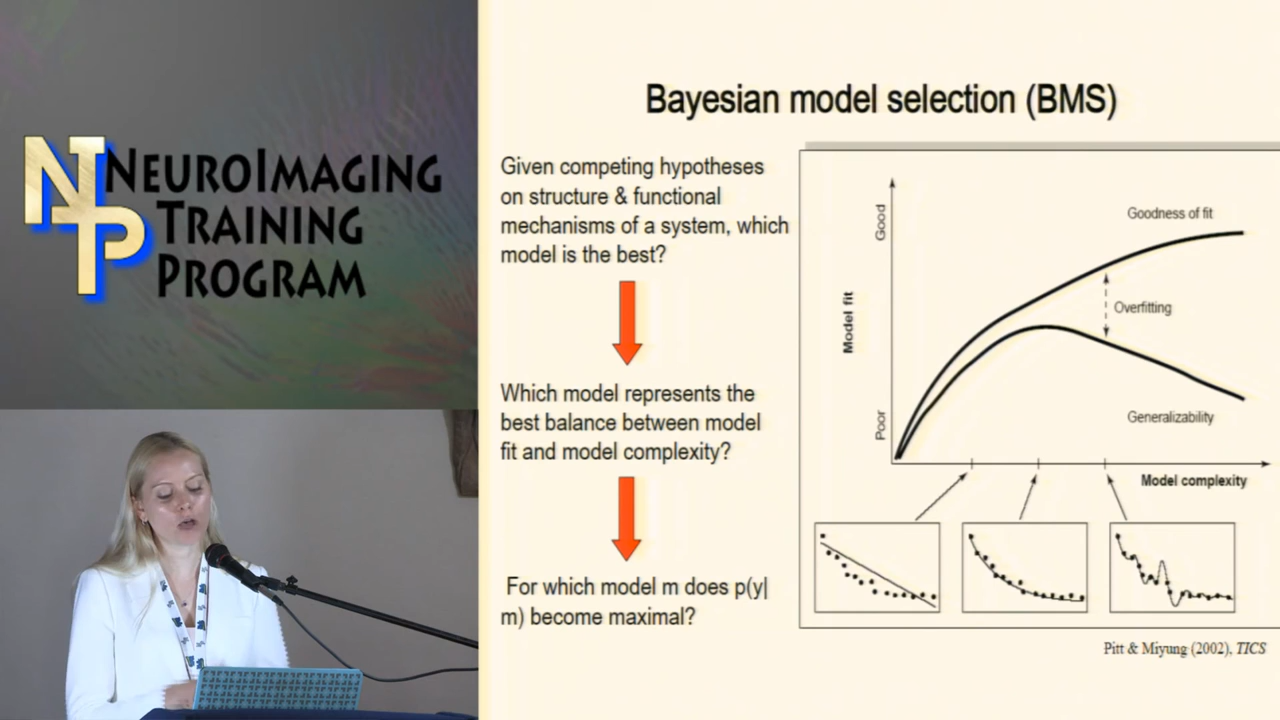 NEUROIMAGING
TRAINING
PROGRAM
NTP
Bayesian model selection (BMS)
Given competing hypotheses
on structure & functional
mechanisms of a system, which
model is the best?
Which model represents the
best balance between model
fit and model complexity?
For which model m does p(y|
m) become maximal?
Good
Model fit
Poor
Goodness of fit
Overfitting
Generalizability
Model complexity
Pitt & Miyung (2002), TICS